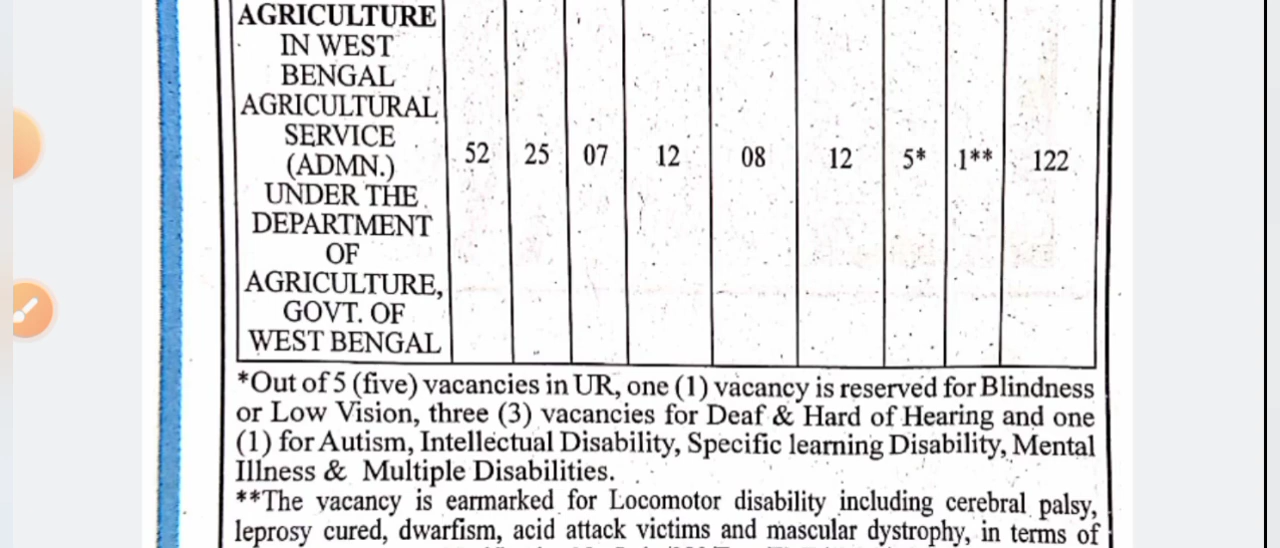 AGRICULTURE
IN WEST
BENGAL
AGRICULTURAL
SERVICE
(ADMN.)
UNDER THE
DEPARTMENT
OF
AGRICULTURE,
GOVT. OF
WEST BENGAL
52 25 07 12 08 12 5* 1** 122
*Out of 5 (five) vacancies in UR, one (1) vacancy is reserved for Blindness
or Low Vision, three (3) vacancies for Deaf & Hard of Hearing and one
(1) for Autism, Intellectual Disability, Specific learning Disability, Mental
Illness & Multiple Disabilities.
**The vacancy is earmarked for Locomotor disability including cerebral palsy,
leprosy cured, dwarfism, acid attack victims and mascular dystrophy, in terms of